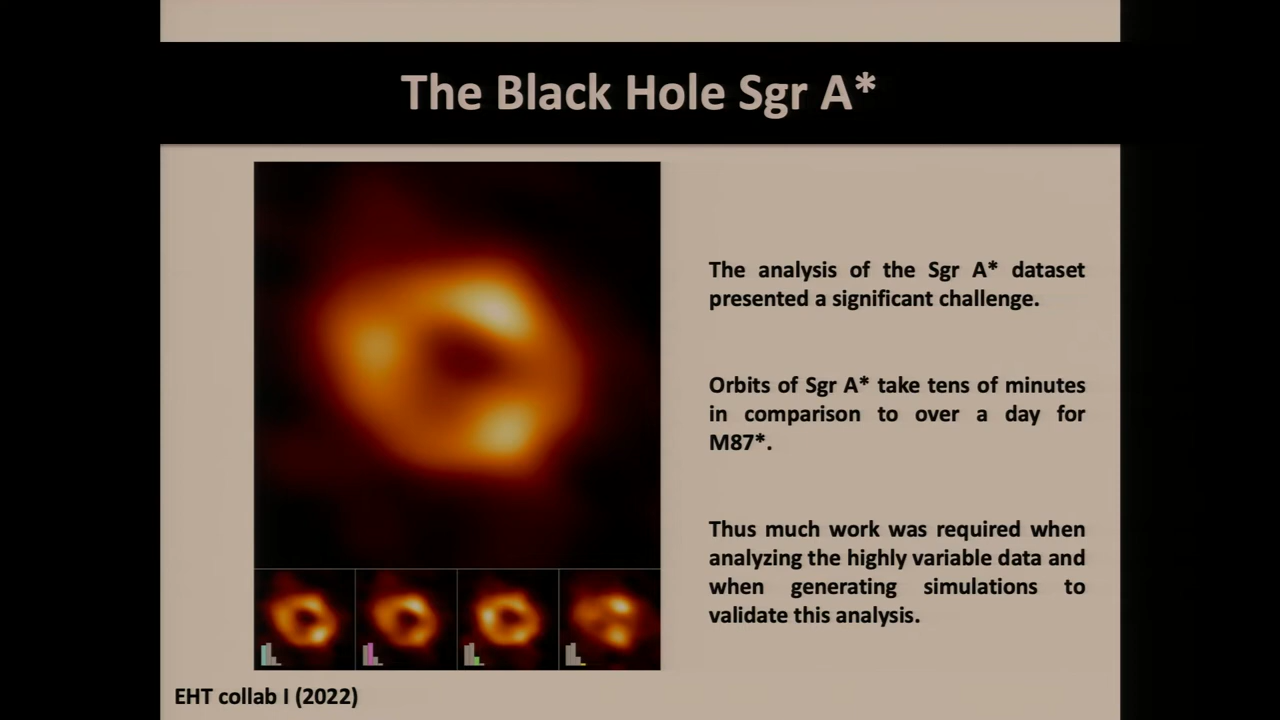 The Black Hole Sgr A*
The analysis of the Sgr A* dataset
presented a significant challenge.
Orbits of Sgr A* take tens of minutes
in comparison to over a day for
M87*.
Thus much work was required when
analyzing the highly variable data and
when generating simulations to
validate this analysis.
EHT collab I (2022)